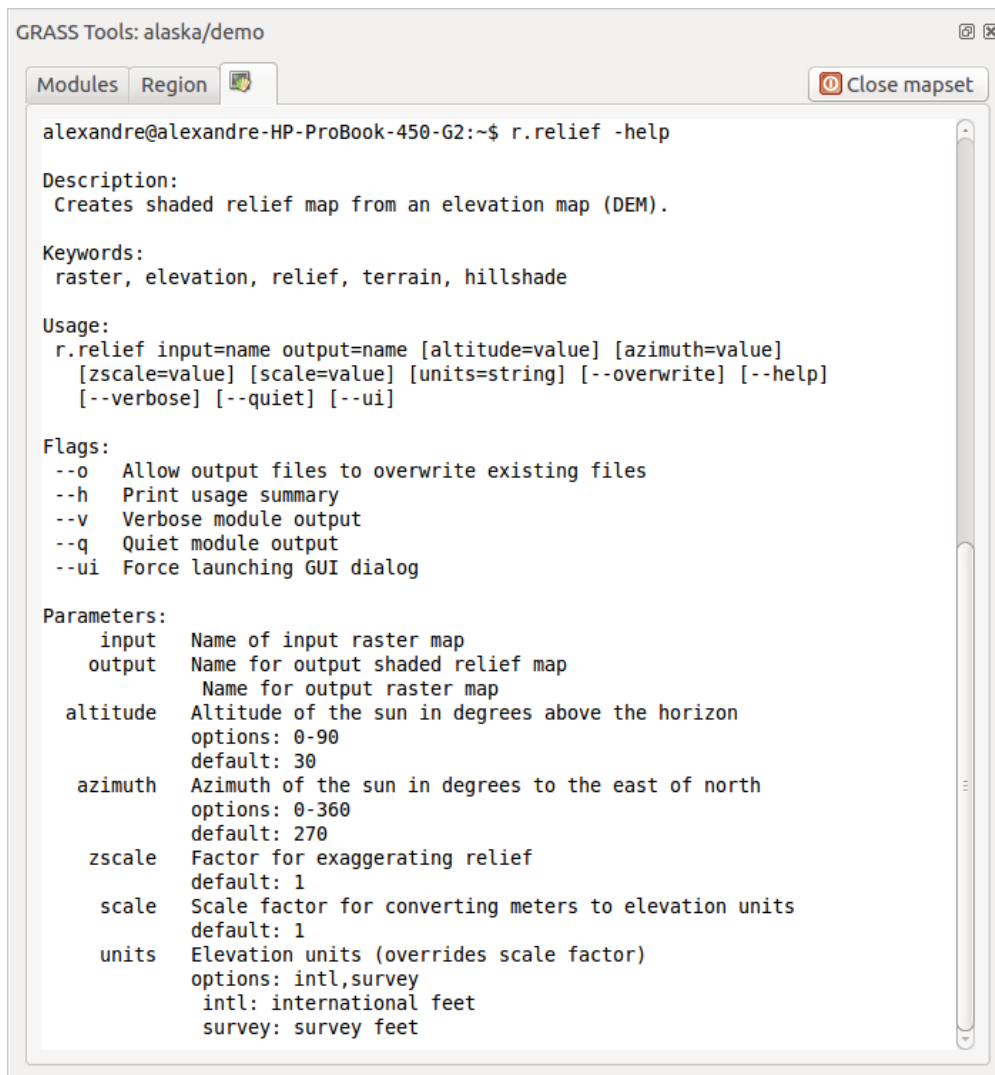 GRASS Tools: alaska/demo
Modules Region Close mapset
alexandre@alexandre-HP-ProBook-450-G2:~$ r.relief -help
Description:
Creates shaded relief map from an elevation map (DEM).
Keywords:
raster, elevation, relief, terrain, hillshade
Usage:
r.relief input=name output=name [altitude=value] [azimuth=value]
[zscale=value] [scale=value] [units=string] [--overwrite] [--help]
[--verbose] [--quiet] [--ui]
Flags:
--o Allow output files to overwrite existing files
--h Print usage summary
--v Verbose module output
--q Quiet module output
--ui Force launching GUI dialog
Parameters:
input Name of input raster map
output Name for output shaded relief map
Name for output raster map
altitude Altitude of the sun in degrees above the horizon
options: 0-90
default: 30
azimuth Azimuth of the sun in degrees to the east of north
options: 0-360
default: 270
zscale Factor for exaggerating relief
default: 1
scale Scale factor for converting meters to elevation units
default: 1
units Elevation units (overrides scale factor)
options: intl,survey
intl: international feet
survey: survey feet